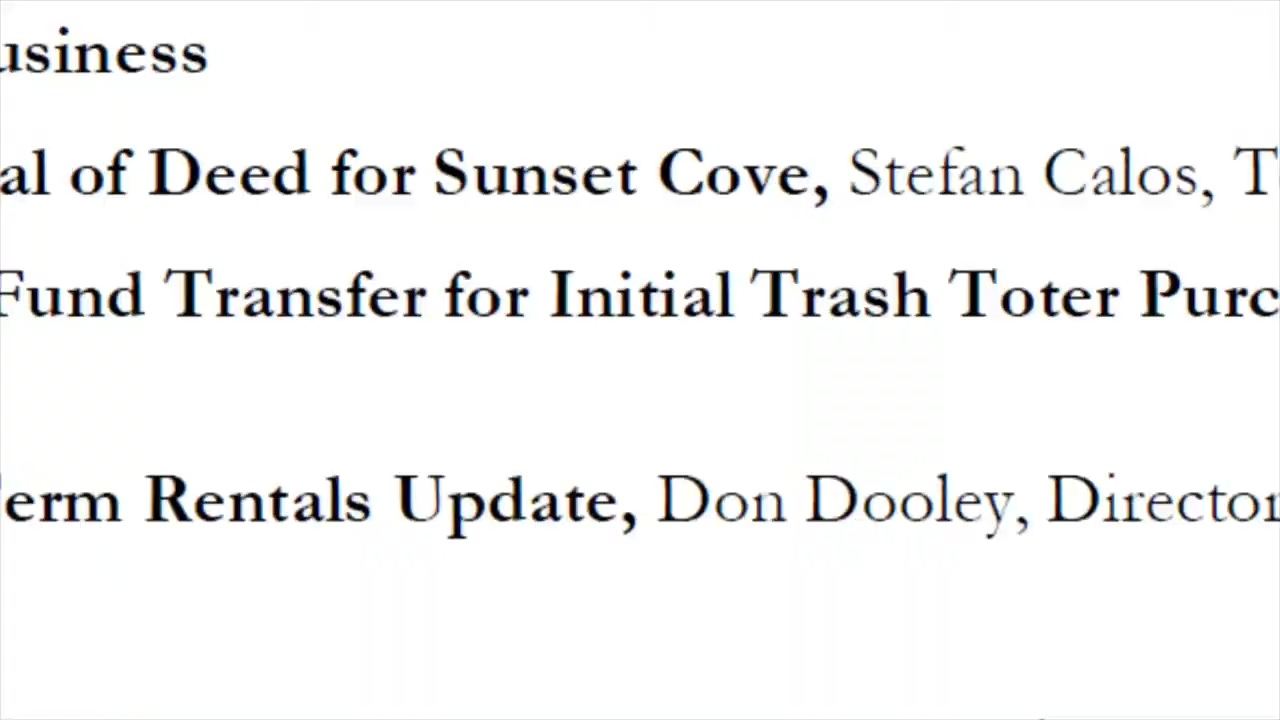 usiness
al of Deed for Sunset Cove, Stefan Calos, T
Fund Transfer for Initial Trash Toter Purc
erm Rentals Update, Don Dooley, Director